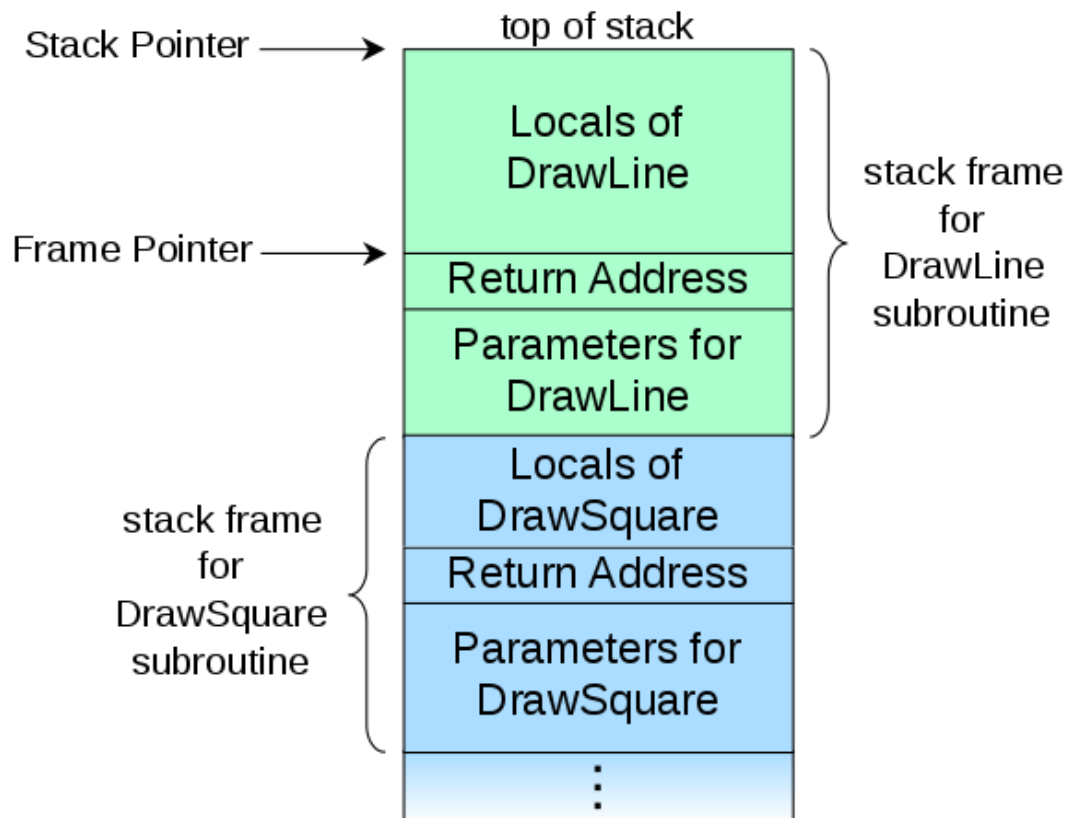 top of stack
Stack Pointer
Locals of
DrawLine
stack frame
for
DrawLine
subroutine
Frame Pointer
Return Address
Parameters for
DrawLine
Locals of
DrawSquare
stack frame
for
DrawSquare
subroutine
Return Address
Parameters for
DrawSquare